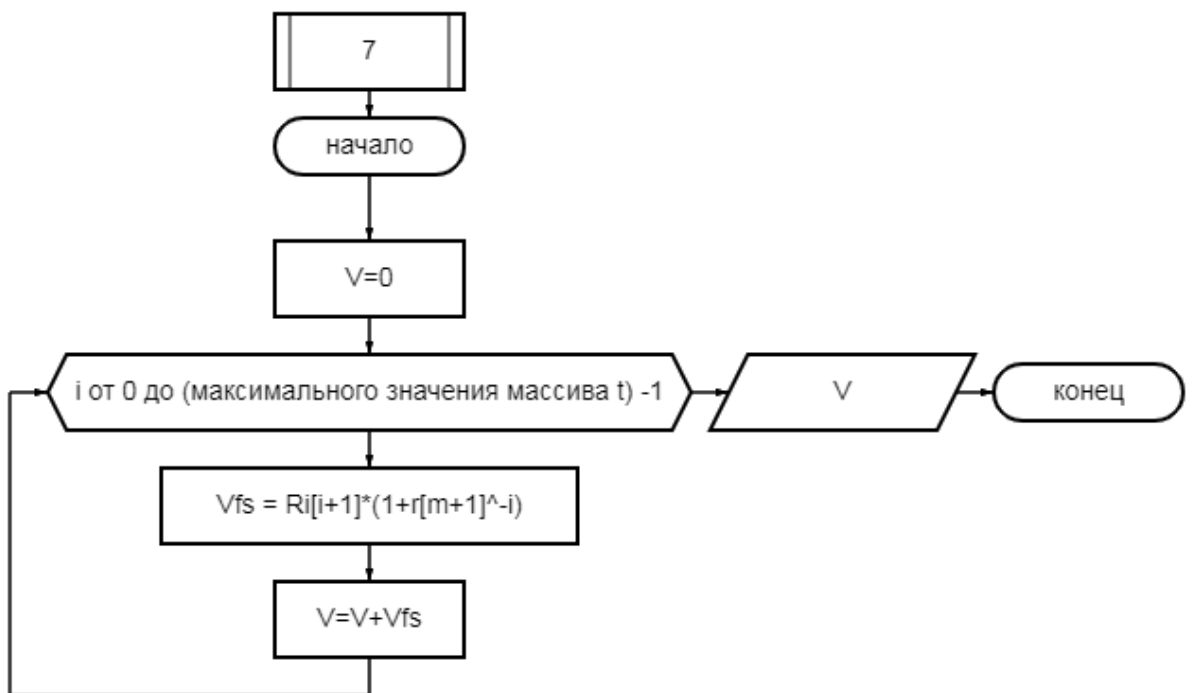 7
начало
V=0
i от 0 до (максимального значения массива t) -1
V
конец
Vfs = Ri[i+1]*(1+r[m+1]^-i)
V=V+Vfs